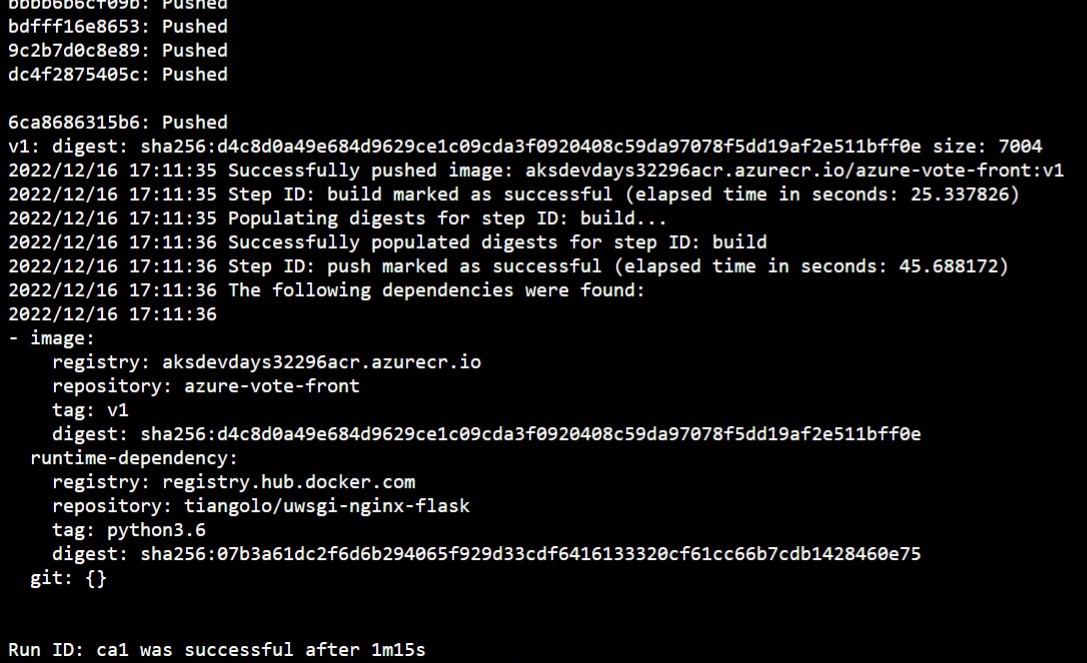 bbbb6b6cf09b: Pushed
bdfff16e8653: Pushed
9c2b7d0c8e89: Pushed
dc4f2875405c: Pushed
6ca8686315b6: Pushed
v1: digest: sha256:d4c8d0a49e684d9629ce1c09cda3f0920408c59da97078f5dd19af2e511bff0e size: 7004
2022/12/16 17:11:35 Successfully pushed image: aksdevdays32296acr.azurecr.io/azure-vote-front:v1
2022/12/16 17:11:35 Step ID: build marked as successful (elapsed time in seconds: 25.337826)
2022/12/16 17:11:35 Populating digests for step ID: build...
2022/12/16 17:11:36 Successfully populated digests for step ID: build
2022/12/16 17:11:36 Step ID: push marked as successful (elapsed time in seconds: 45.688172)
2022/12/16 17:11:36 The following dependencies were found:
2022/12/16 17:11:36
- image:
    registry: aksdevdays32296acr.azurecr.io
    repository: azure-vote-front
    tag: v1
    digest: sha256:d4c8d0a49e684d9629ce1c09cda3f0920408c59da97078f5dd19af2e511bff0e
  runtime-dependency:
    registry: registry.hub.docker.com
    repository: tiangolo/uwsgi-nginx-flask
    tag: python3.6
    digest: sha256:07b3a61dc2f6d6b294065f929d33cdf6416133320cf61cc66b7cdb1428460e75
  git: {}
Run ID: ca1 was successful after 1m15s